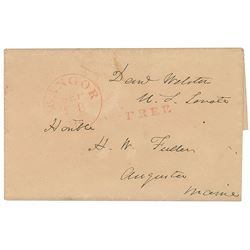 BANGOR
Danl Webster
U. S. Senate
FREE
Honble
H. W. Fuller
Augusta
Maine